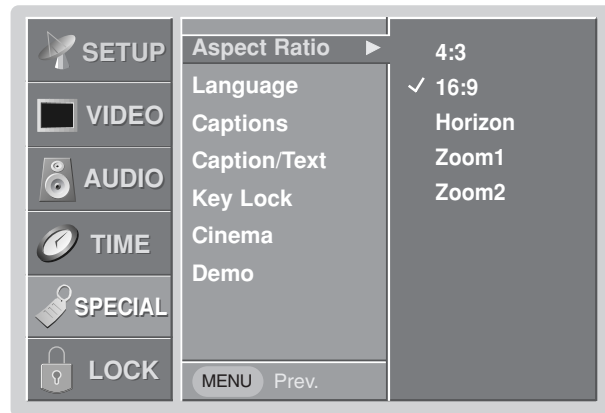 SETUP
VIDEO
AUDIO
TIME
SPECIAL
LOCK
Aspect Ratio ►
Language
Captions
Caption/Text
Key Lock
Cinema
Demo
MENU Prev.
4:3
✓ 16:9
Horizon
Zoom1
Zoom2